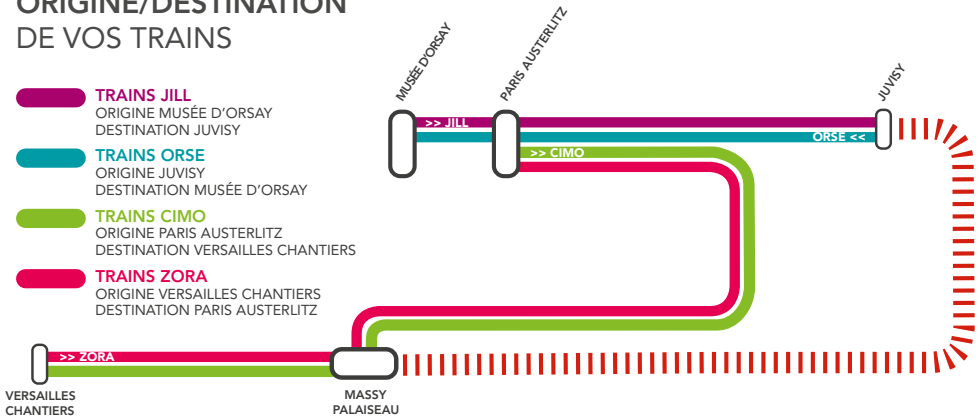 ORIGINE/DESTINATION
DE VOS TRAINS
TRAINS JILL
ORIGINE MUSÉE D'ORSAY
DESTINATION JUVISY
TRAINS ORSE
ORIGINE JUVISY
DESTINATION MUSÉE D'ORSAY
TRAINS CIMO
ORIGINE PARIS AUSTERLITZ
DESTINATION VERSAILLES CHANTIERS
TRAINS ZORA
ORIGINE VERSAILLES CHANTIERS
DESTINATION PARIS AUSTERLITZ
MUSÉE D'ORSAY
PARIS AUSTERLITZ
JUVISY
>> JILL
ORSE <<
>> CIMO
>> ZORA
VERSAILLES
CHANTIERS
MASSY
PALAISEAU